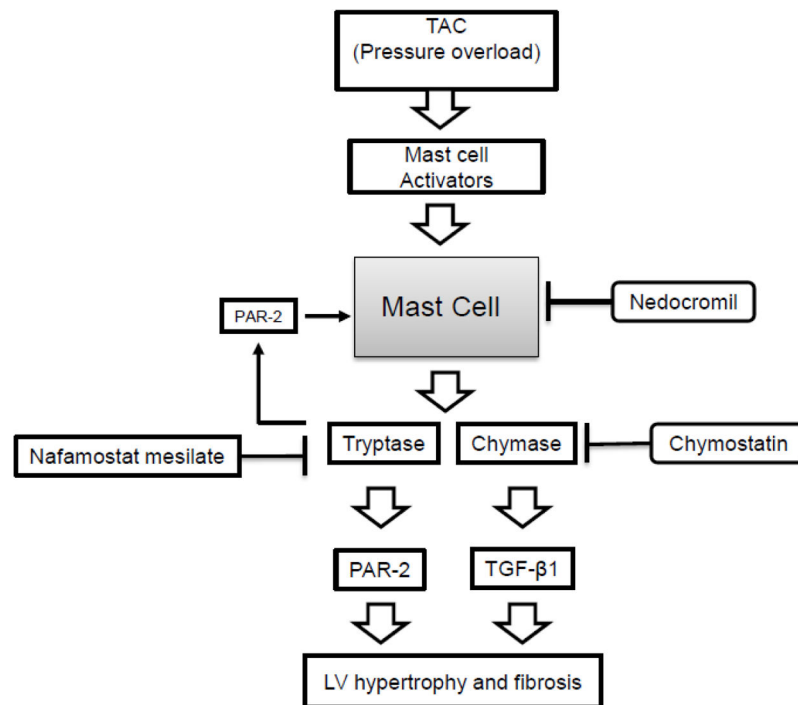 TAC
(Pressure overload)
Mast cell
Activators
PAR-2
Mast Cell
Nedocromil
Nafamostat mesilate
Tryptase
Chymase
Chymostatin
PAR-2
TGF-β1
LV hypertrophy and fibrosis